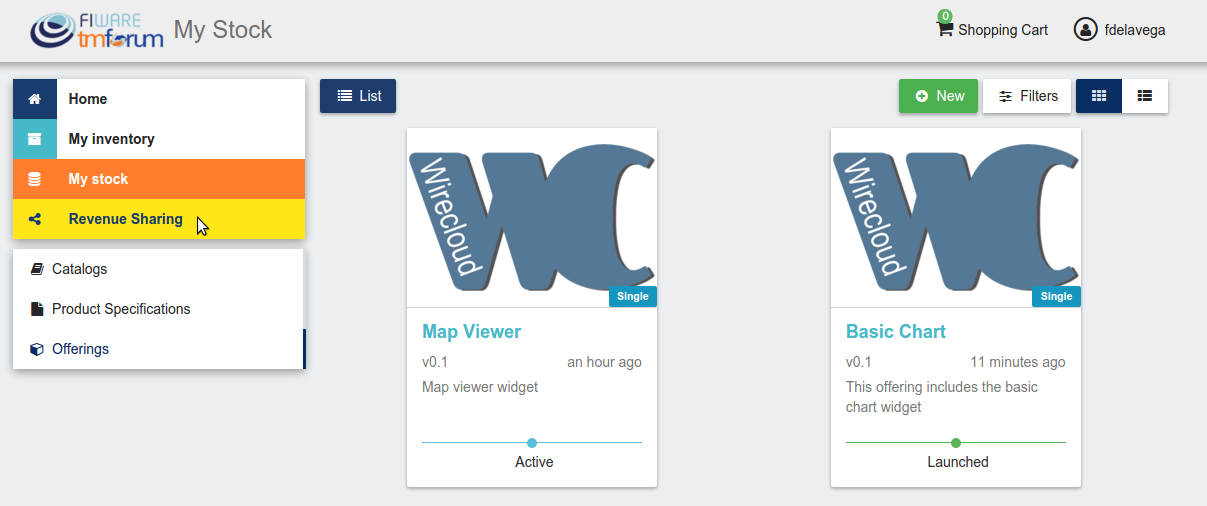 FIWARE
tmforum
My Stock
0
Shopping Cart
fdelavega
Home
My inventory
My stock
Revenue Sharing
Catalogs
Product Specifications
Offerings
List
New
Filters
Wirecloud
WC
Single
Map Viewer
v0.1 an hour ago
Map viewer widget
Active
Wirecloud
WC
Single
Basic Chart
v0.1 11 minutes ago
This offering includes the basic
chart widget
Launched